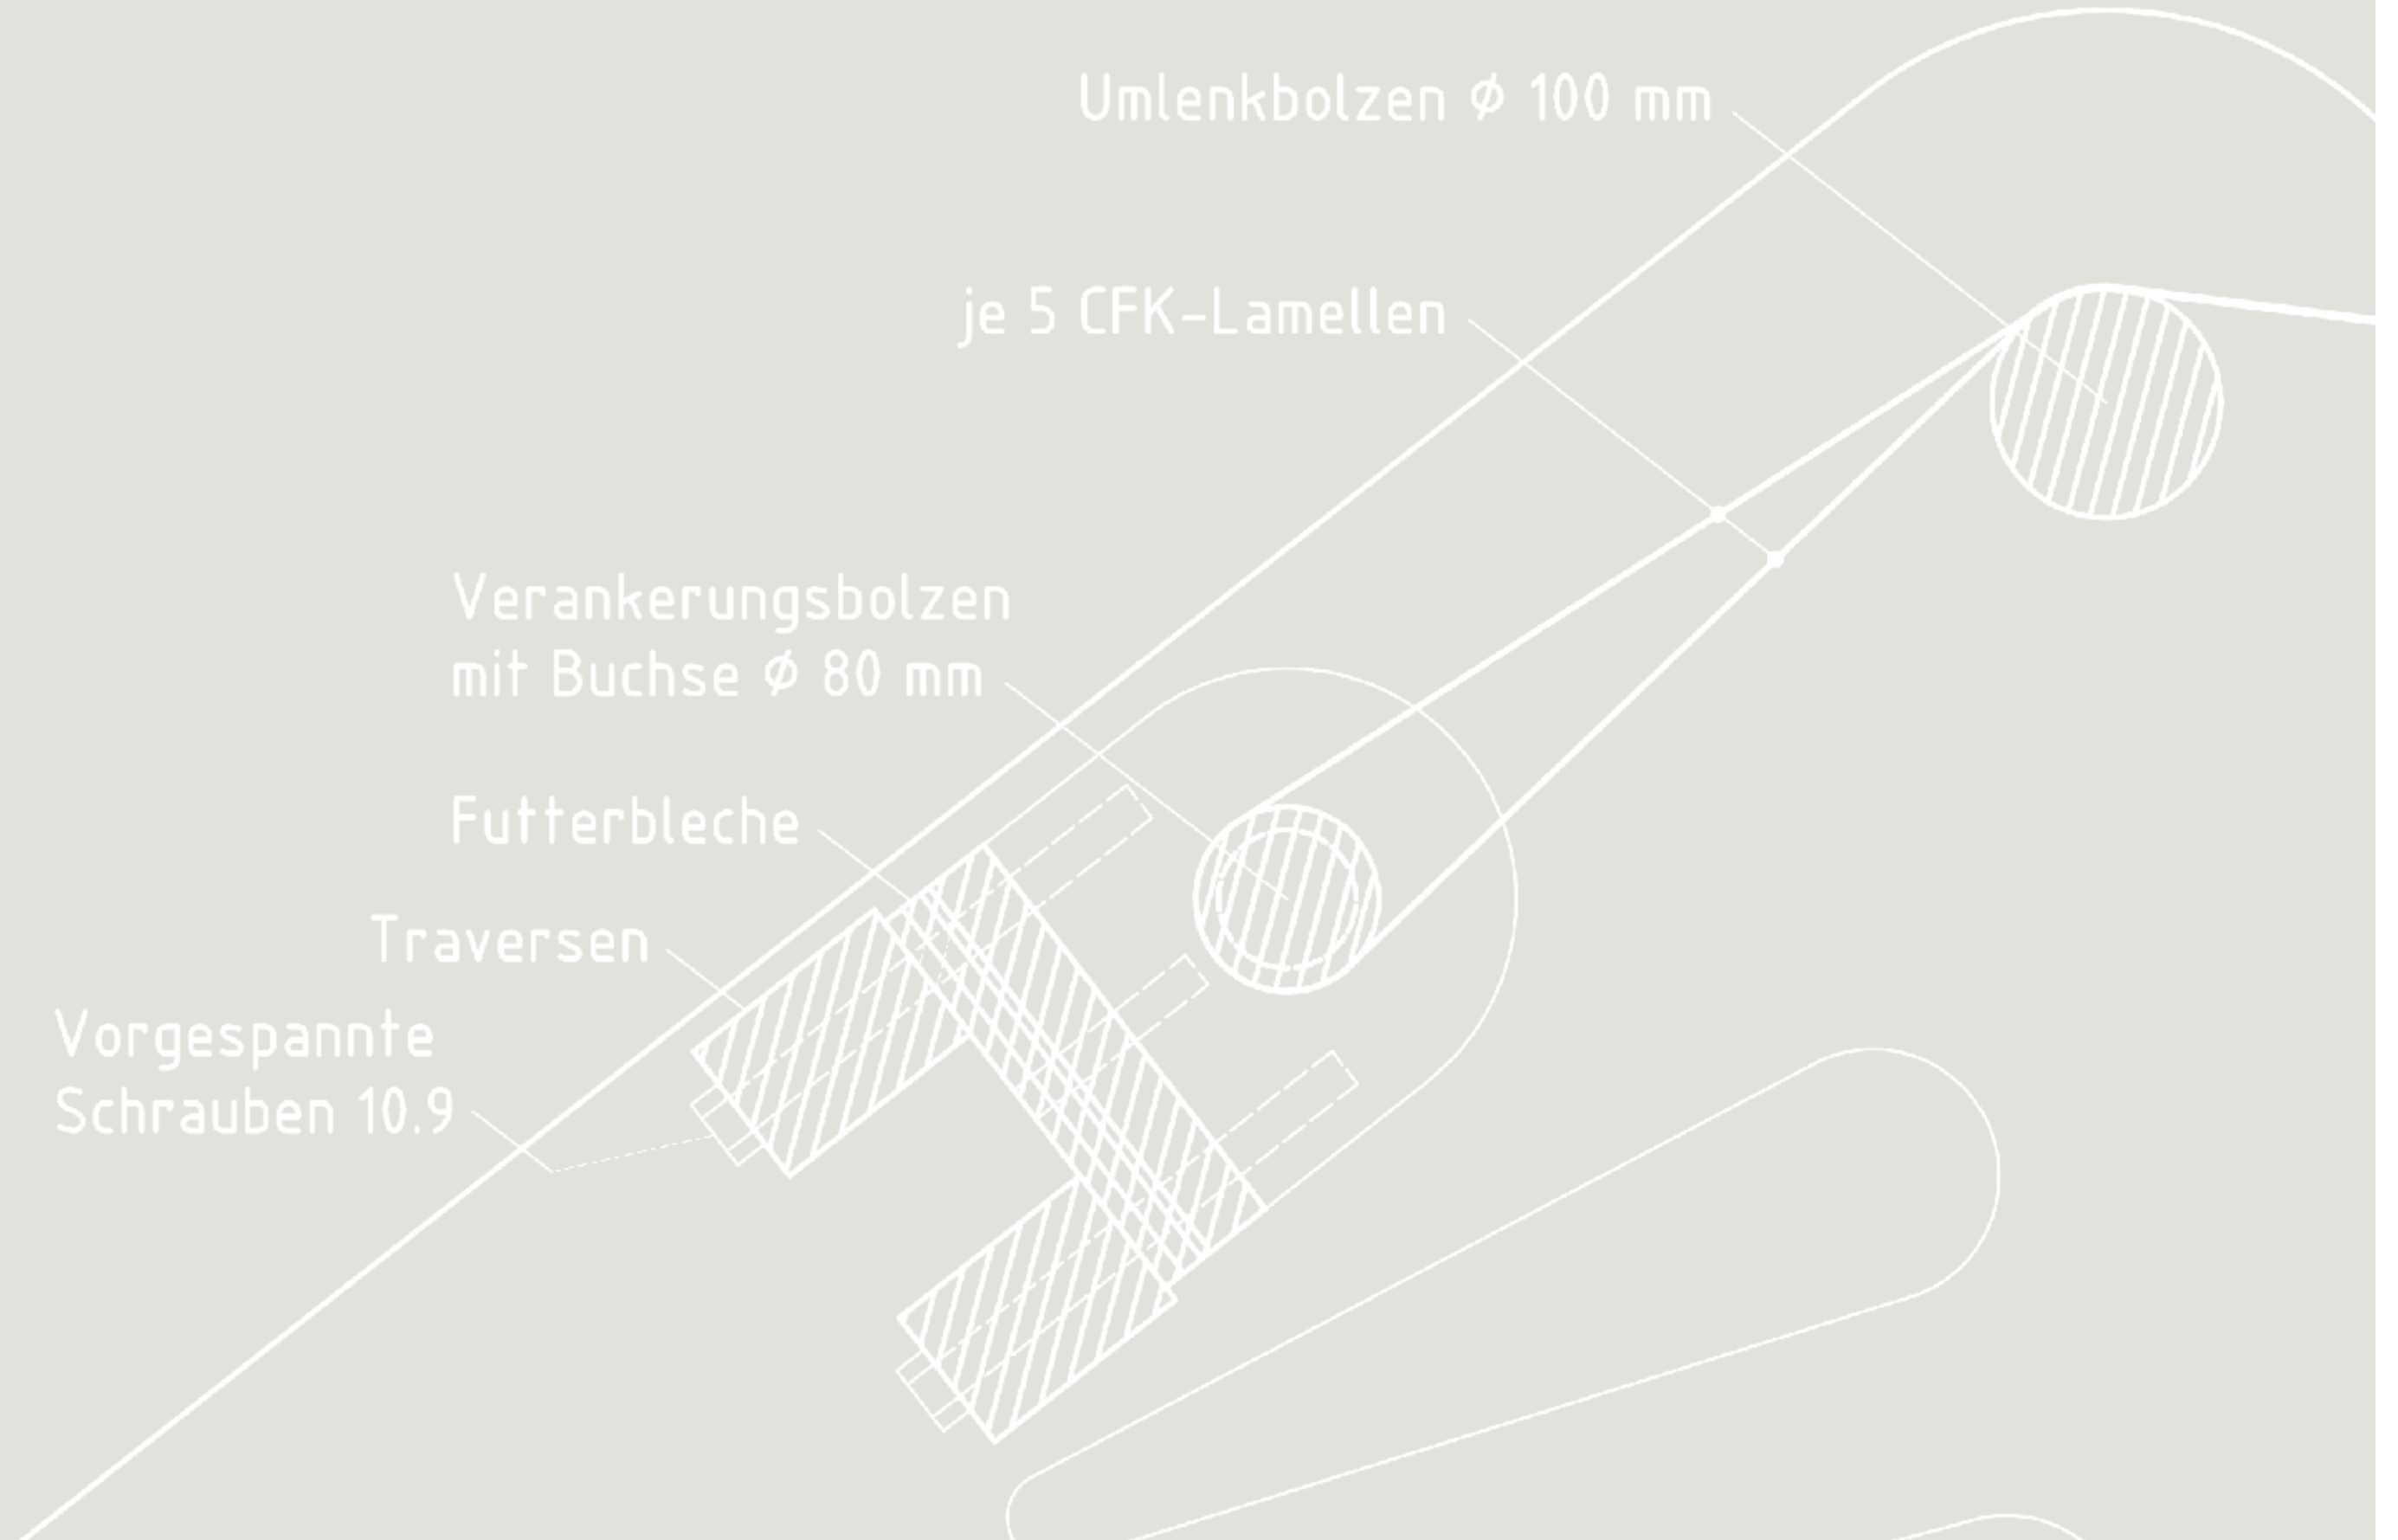 Umlenkbolzen ϕ 100 mm
je 5 CFK-Lamellen
Verankerungsbolzen
mit Buchse ϕ 80 mm
Futterbleche
Traversen
Vorgespannte
Schrauben 10.9